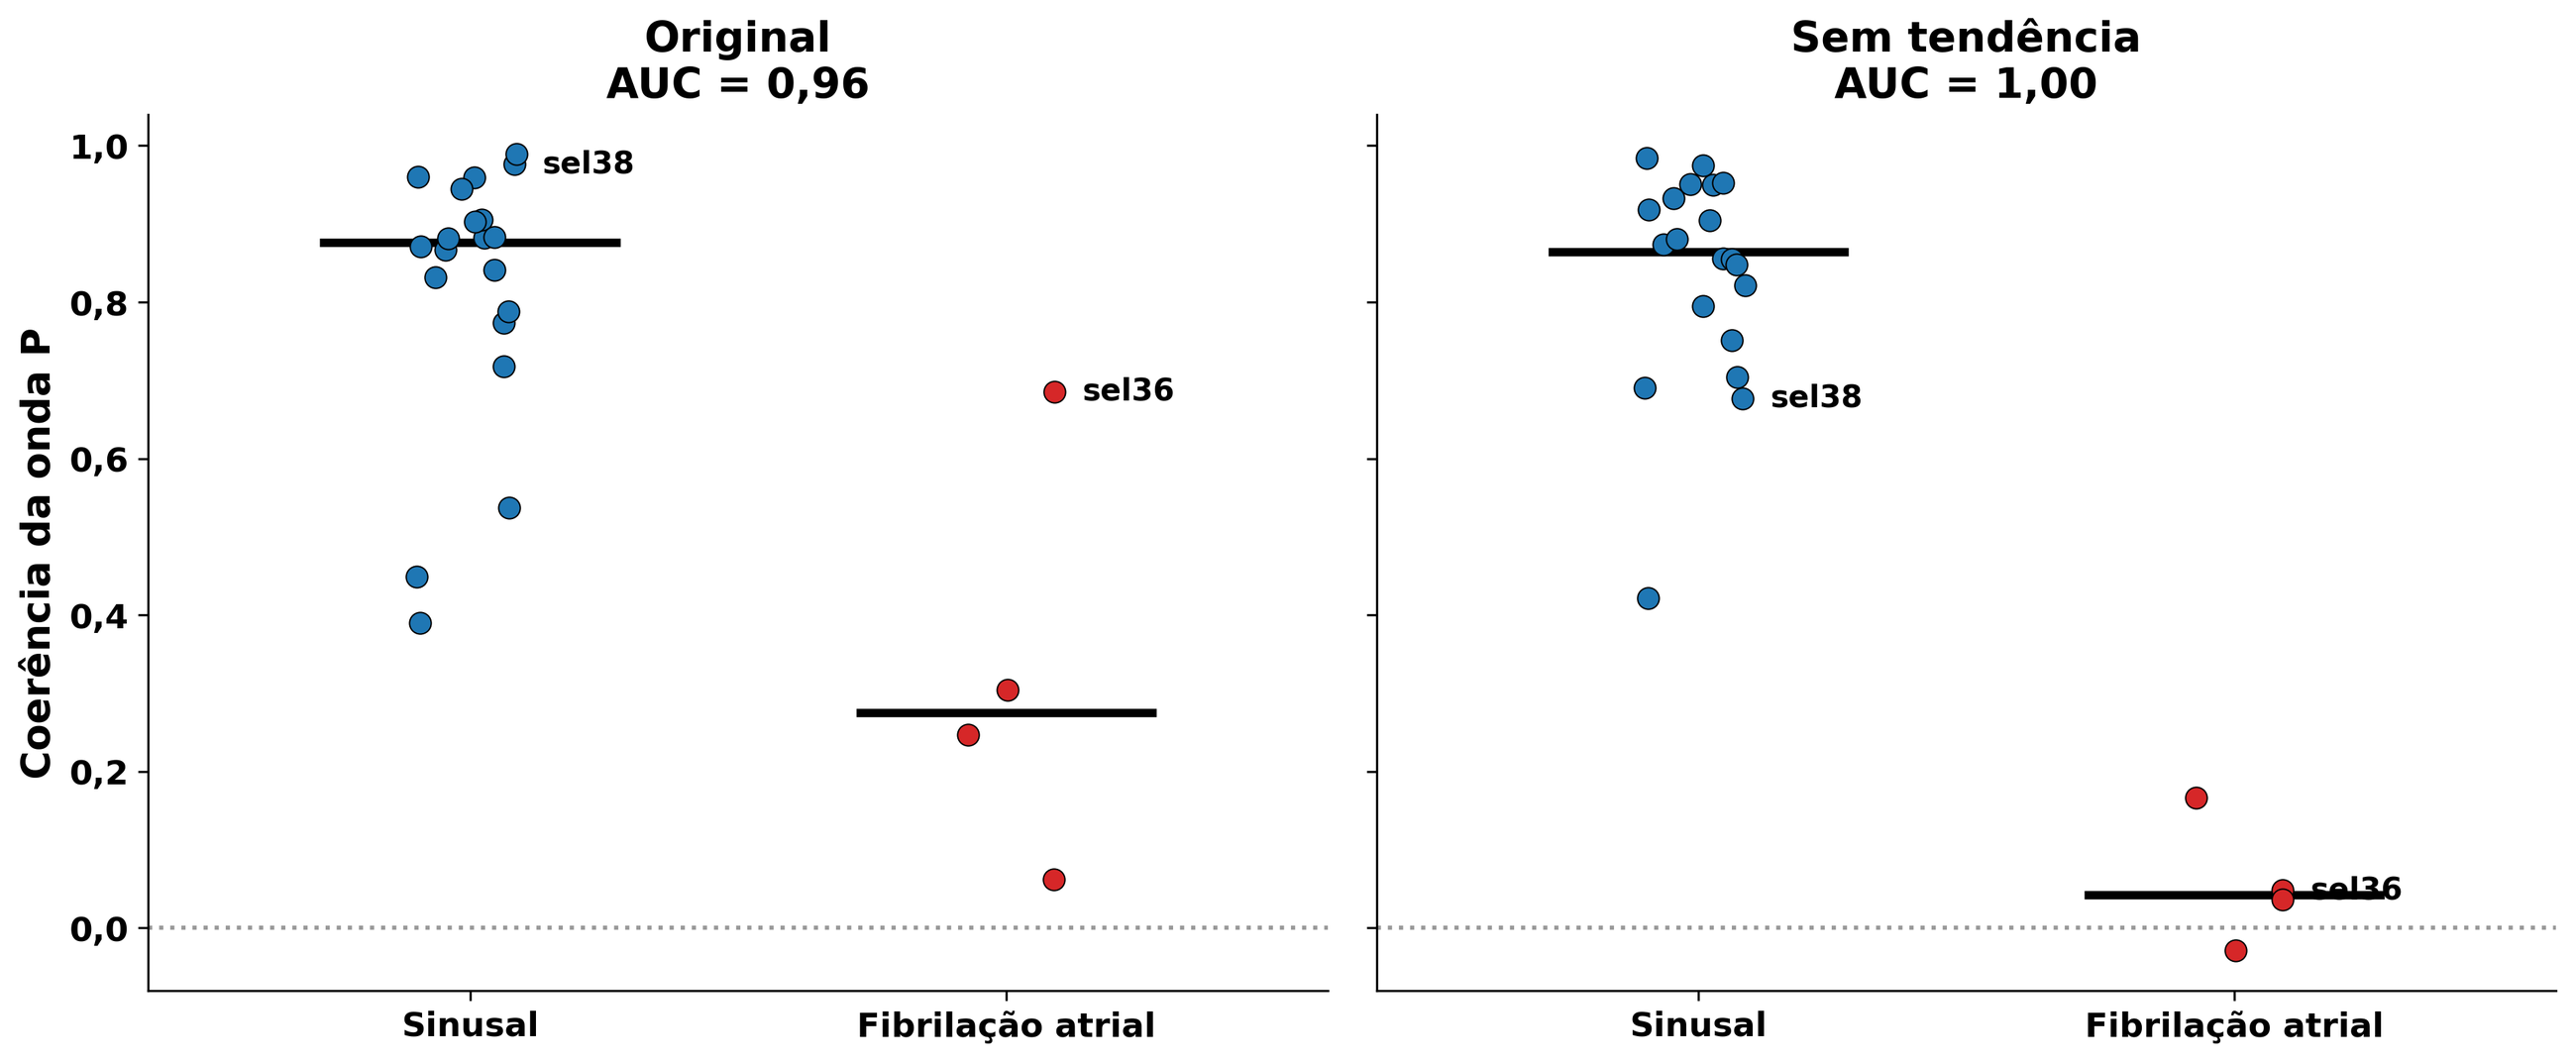 Original
AUC = 0,96
Sem tendência
AUC = 1,00
Coerência da onda P
1,0
0,8
0,6
0,4
0,2
0,0
sel38
sel36
sel38
sel36
Sinusal
Fibrilação atrial
Sinusal
Fibrilação atrial